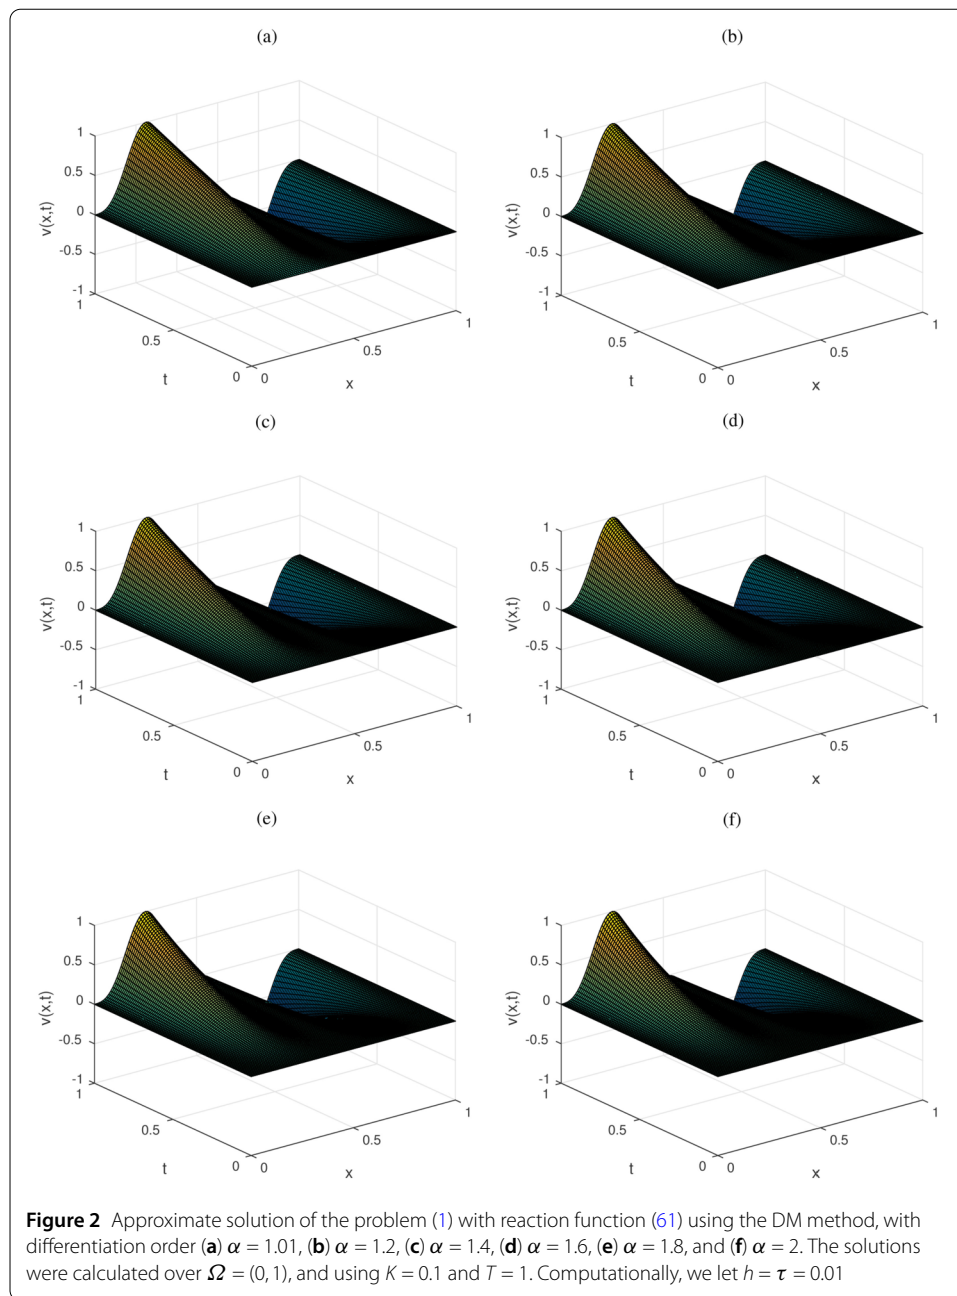 (a)
(b)
1
0.5
0
-0.5
-1
v(x,t)
1
0.5
0
t
0
0.5
1
x
1
0.5
0
-0.5
-1
v(x,t)
1
0.5
0
t
0
0.5
1
x
(c)
(d)
1
0.5
0
-0.5
-1
v(x,t)
1
0.5
0
t
0
0.5
1
x
1
0.5
0
-0.5
-1
v(x,t)
1
0.5
0
t
0
0.5
1
x
(e)
(f)
1
0.5
0
-0.5
-1
v(x,t)
1
0.5
0
t
0
0.5
1
x
1
0.5
0
-0.5
-1
v(x,t)
1
0.5
0
t
0
0.5
1
x
Figure 2 Approximate solution of the problem (1) with reaction function (61) using the DM method, with
differentiation order (a) α = 1.01, (b) α = 1.2, (c) α = 1.4, (d) α = 1.6, (e) α = 1.8, and (f) α = 2. The solutions
were calculated over Ω = (0, 1), and using K = 0.1 and T = 1. Computationally, we let h = τ = 0.01